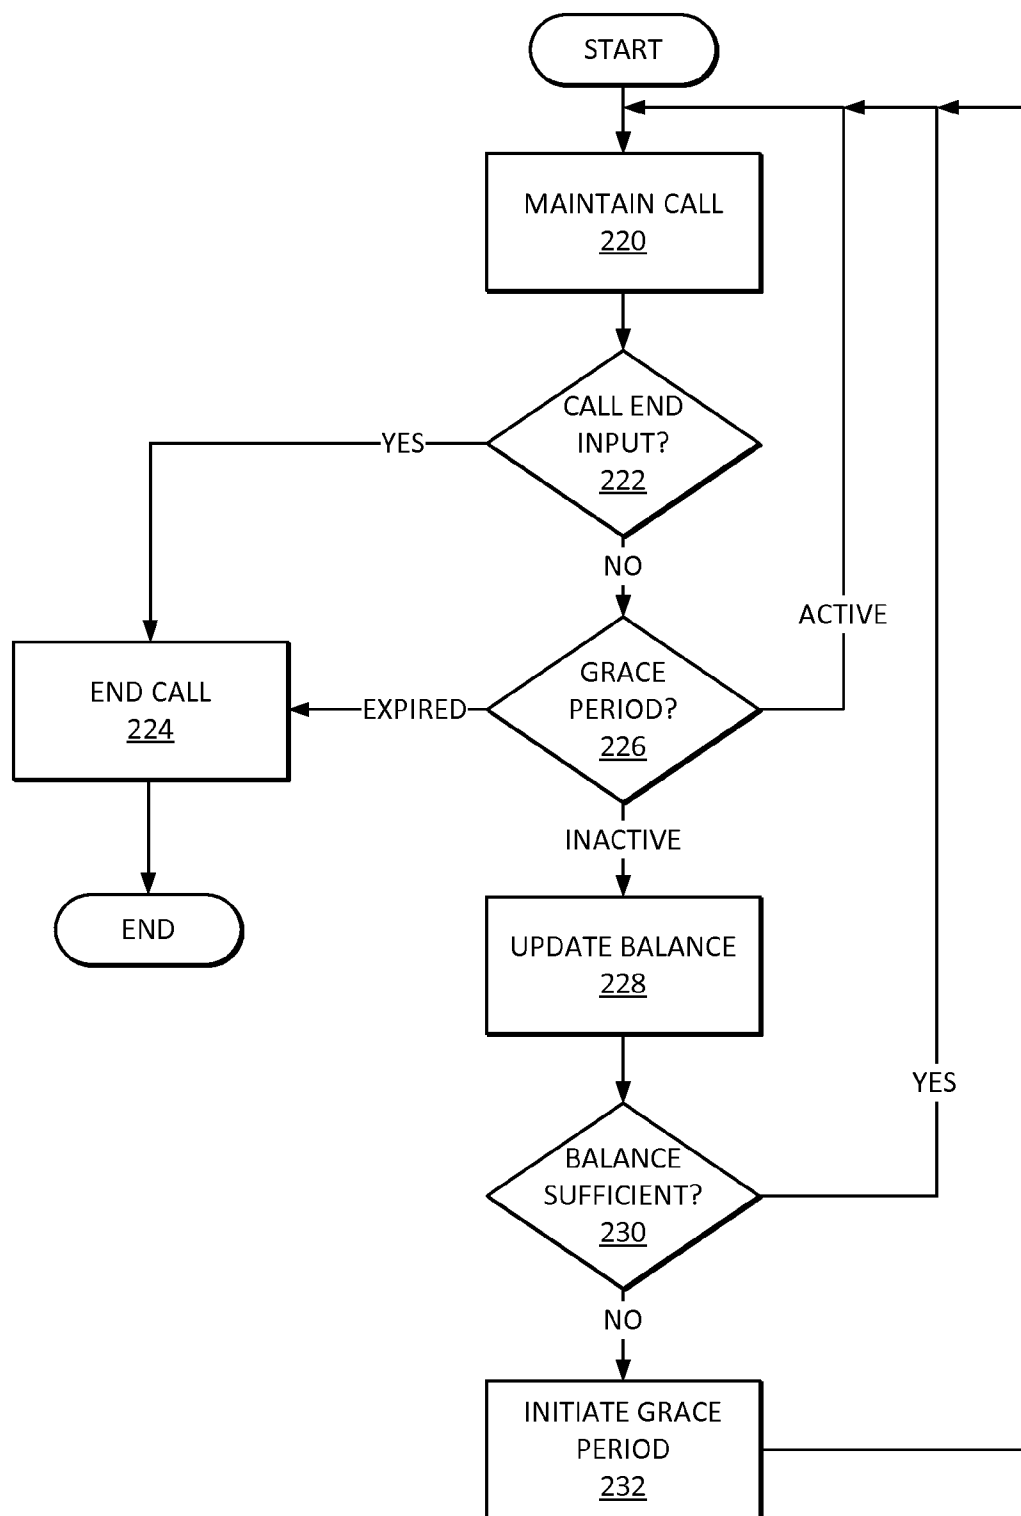 START
MAINTAIN CALL
220
CALL END
INPUT?
222
YES
NO
ACTIVE
GRACE
PERIOD?
226
EXPIRED
END CALL
224
INACTIVE
END
UPDATE BALANCE
228
YES
BALANCE
SUFFICIENT?
230
NO
INITIATE GRACE
PERIOD
232